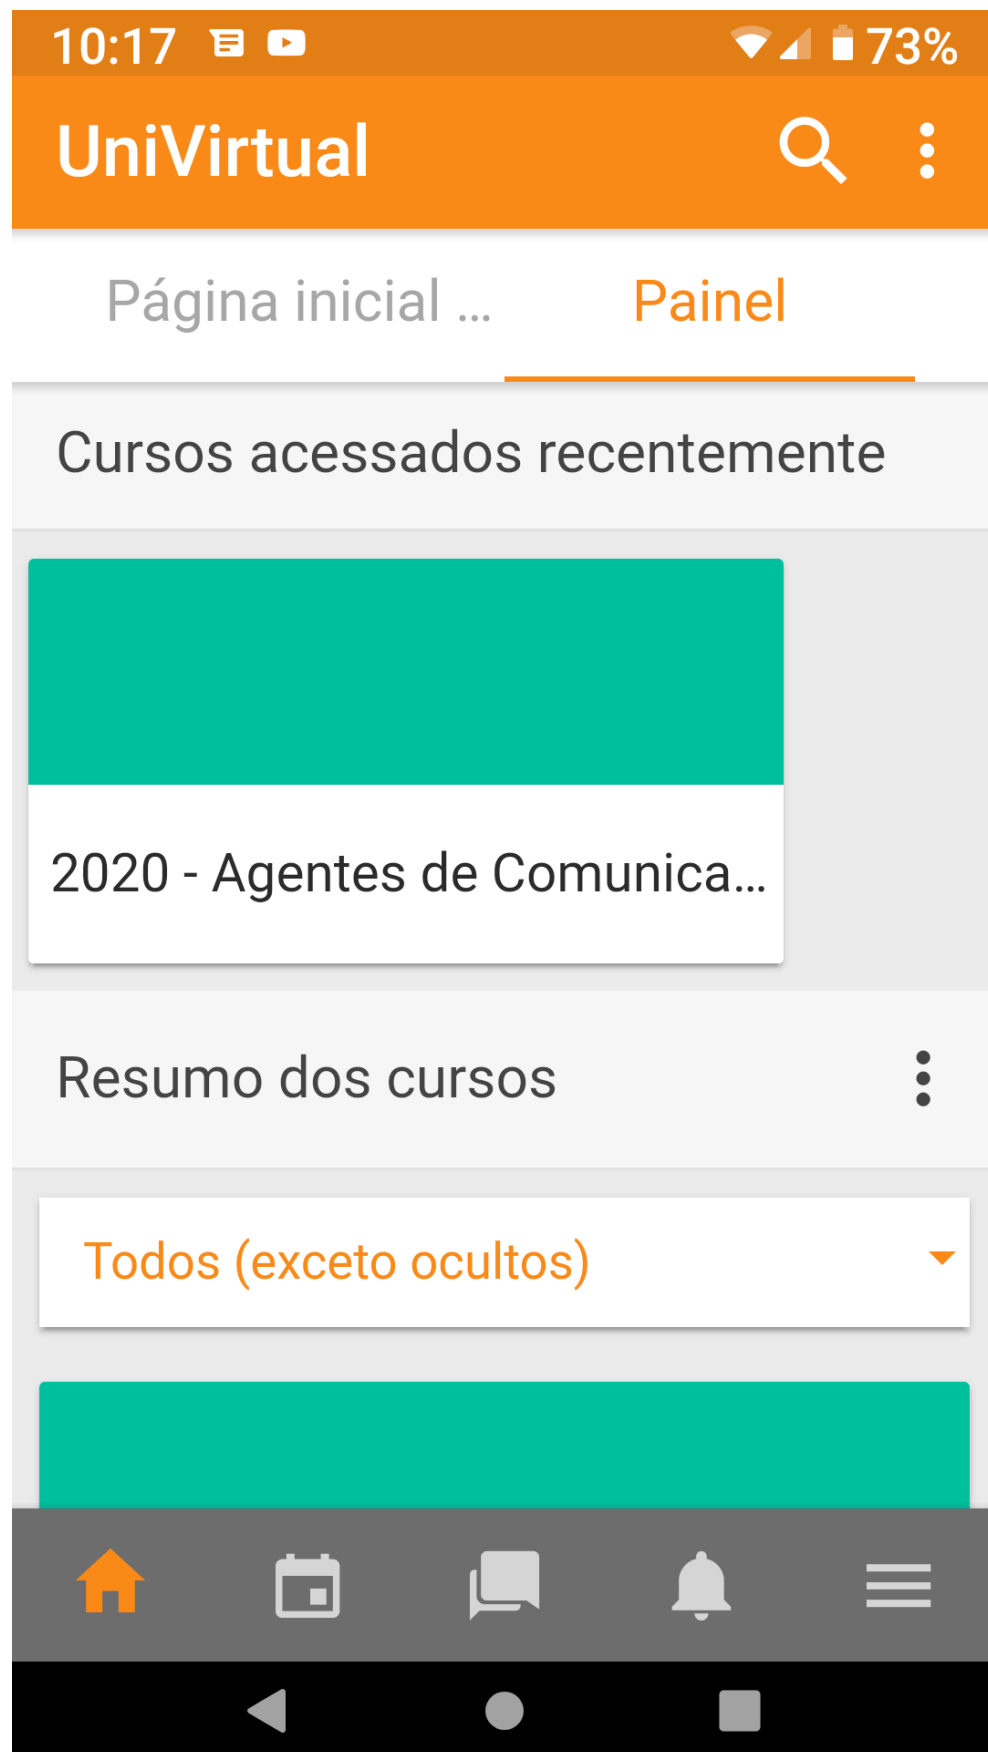 10:17 73%
UniVirtual
Página inicial ... Painel
Cursos acessados recentemente
2020 - Agentes de Comunica...
Resumo dos cursos
Todos (exceto ocultos)